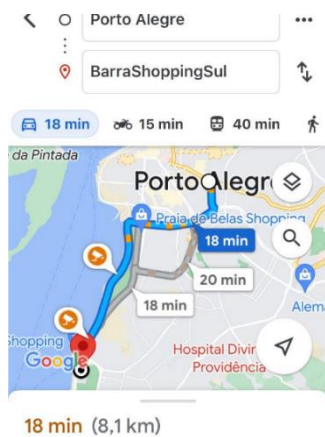 Porto Alegre
BarraShoppingSul
18 min
15 min
40 min
da Pintada
Porto Alegr
Praia de Belas Shopping
18 min
20 min
18 min
Alem
Shopping
Google
Hospital Divin
Providência
18 min (8,1 km)